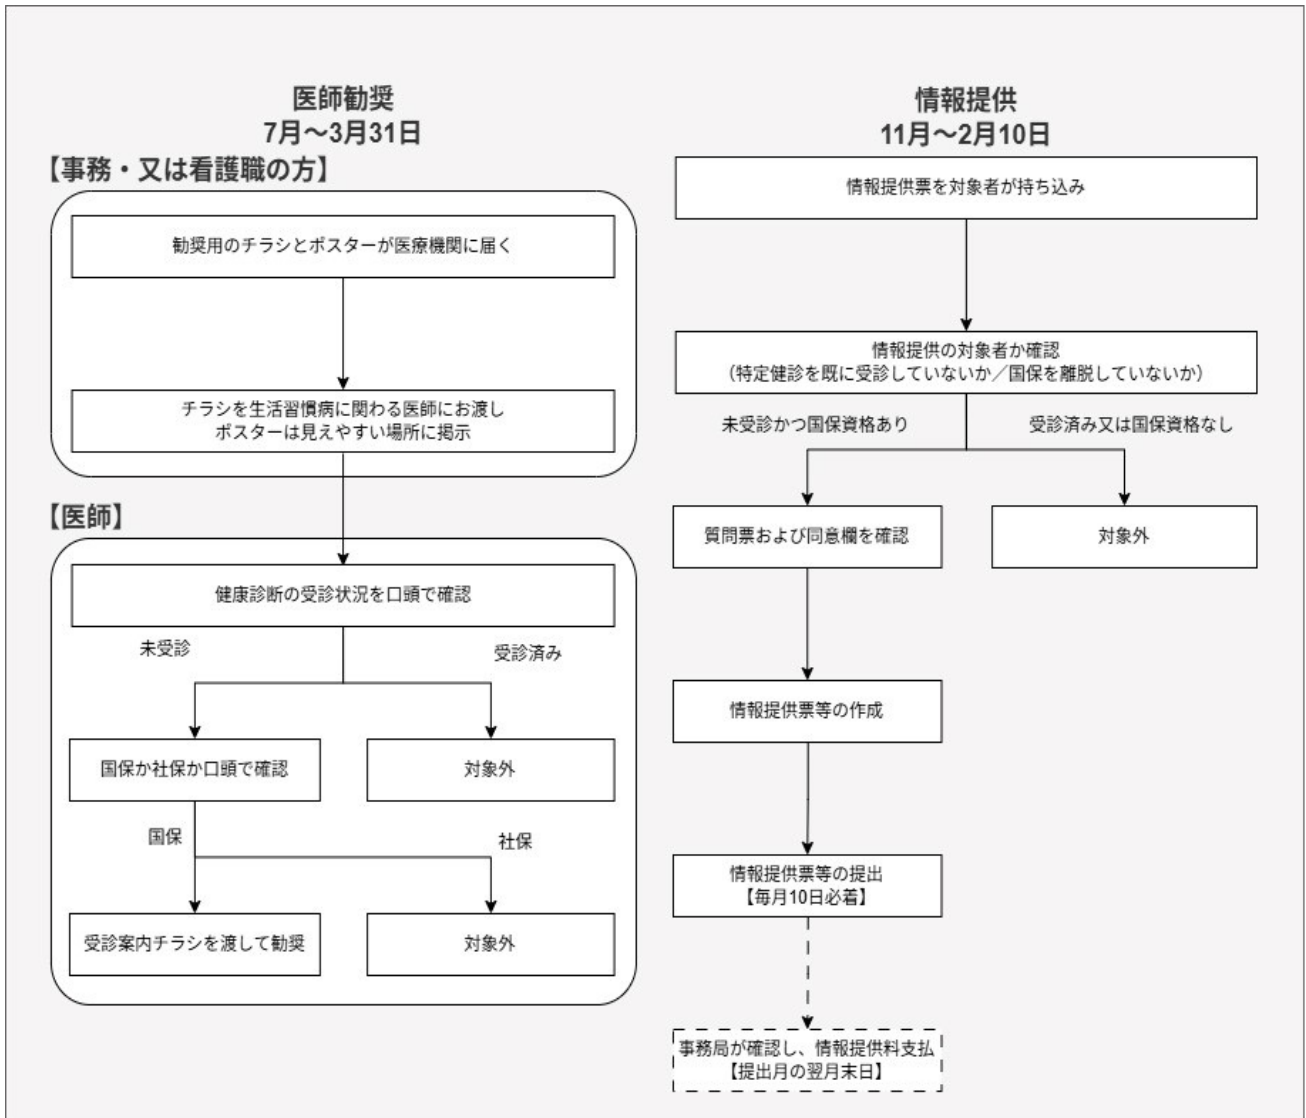 医師勧奨
7月～3月31日
【事務・又は看護職の方】
勧奨用のチラシとポスターが医療機関に届く
チラシを生活習慣病に関わる医師にお渡し
ポスターは見えやすい場所に掲示
【医師】
健康診断の受診状況を口頭で確認
未受診
受診済み
国保か社保か口頭で確認
対象外
国保
社保
受診案内チラシを渡して勧奨
対象外
情報提供
11月～2月10日
情報提供票を対象者が持ち込み
情報提供の対象者か確認
（特定健診を既に受診していないか／国保を離脱していないか）
未受診かつ国保資格あり
受診済み又は国保資格なし
質問票および同意欄を確認
対象外
情報提供票等の作成
情報提供票等の提出
【毎月10日必着】
事務局が確認し、情報提供料支払
【提出月の翌月末日】